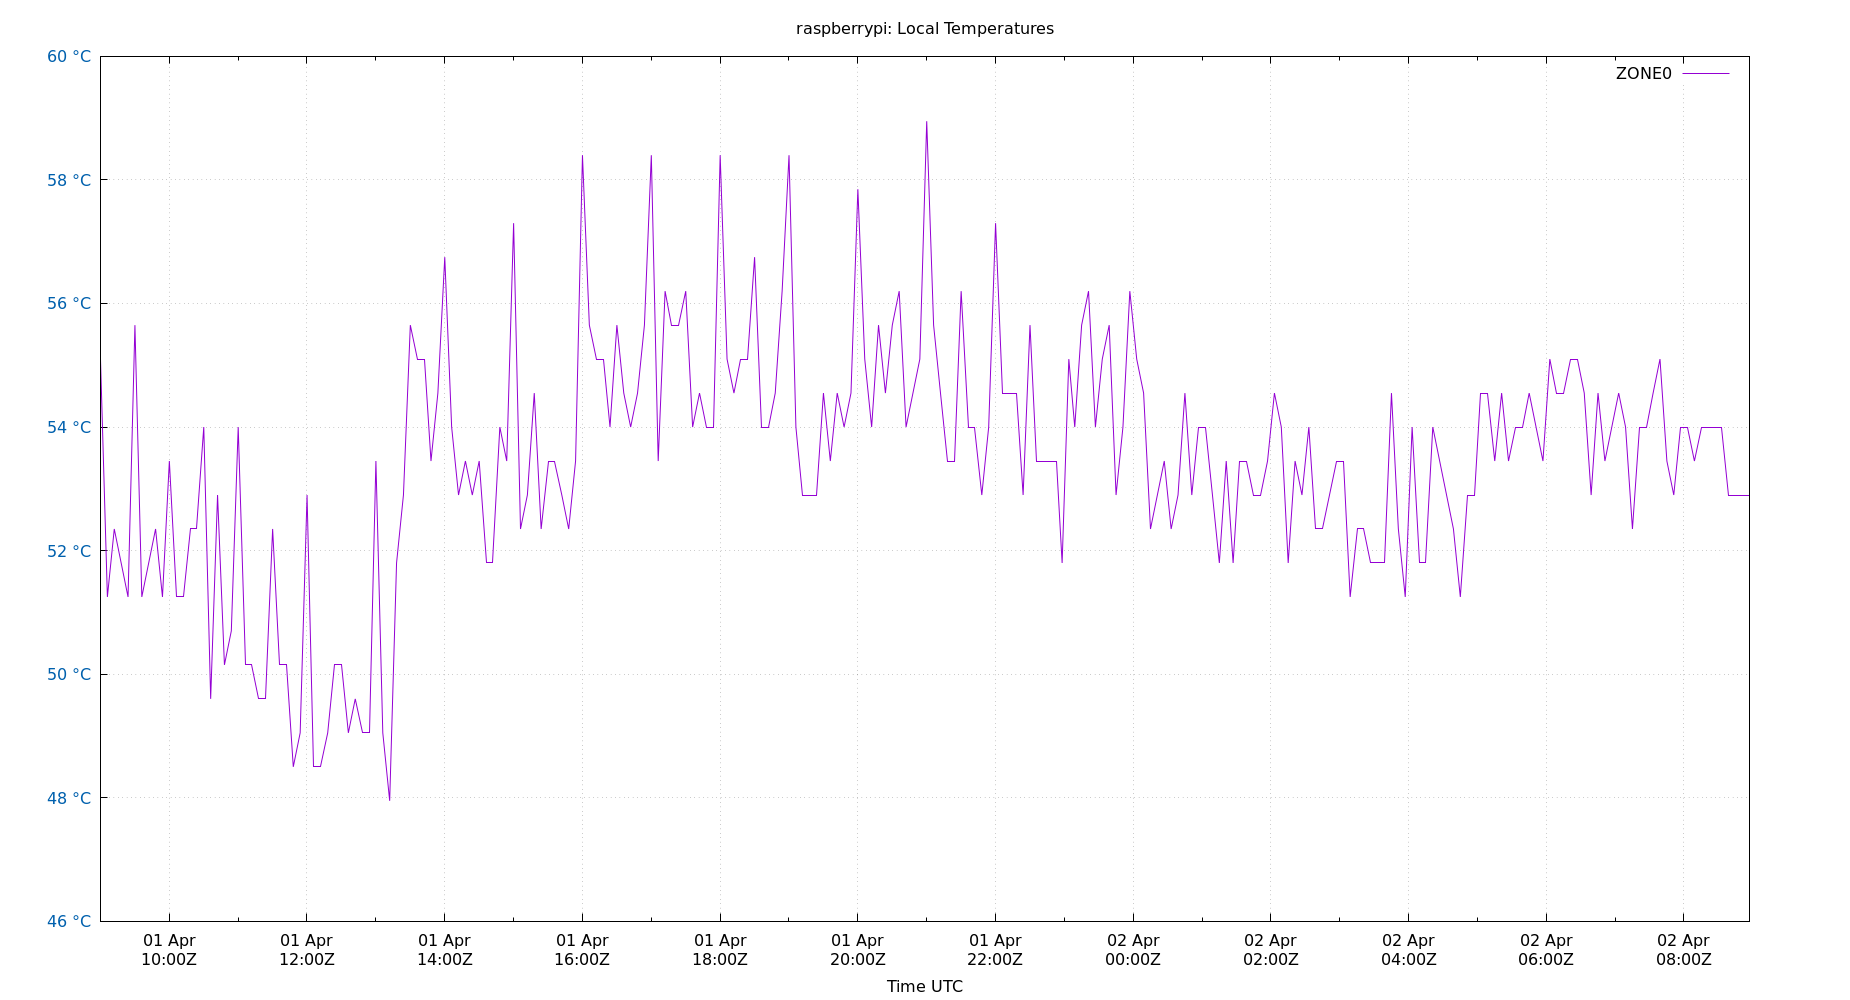 raspberrypi: Local Temperatures
ZONE0
60 °C
58 °C
56 °C
54 °C
52 °C
50 °C
48 °C
46 °C
01 Apr 01 Apr 01 Apr 01 Apr 01 Apr 01 Apr 01 Apr 02 Apr 02 Apr 02 Apr 02 Apr 02 Apr
10:00Z 12:00Z 14:00Z 16:00Z 18:00Z 20:00Z 22:00Z 00:00Z 02:00Z 04:00Z 06:00Z 08:00Z
Time UTC